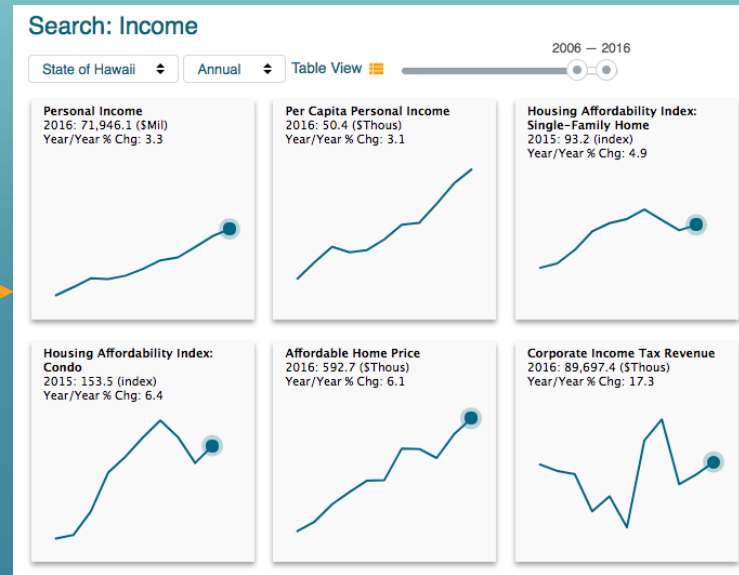 Search: Income
2006 — 2016
State of Hawaii Annual Table View
Personal Income
2016: 71,946.1 ($Mil)
Year/Year % Chg: 3.3
Per Capita Personal Income
2016: 50.4 ($Thous)
Year/Year % Chg: 3.1
Housing Affordability Index:
Single-Family Home
2015: 93.2 (index)
Year/Year % Chg: 4.9
Housing Affordability Index:
Condo
2015: 153.5 (index)
Year/Year % Chg: 6.4
Affordable Home Price
2016: 592.7 ($Thous)
Year/Year % Chg: 6.1
Corporate Income Tax Revenue
2016: 89,697.4 ($Thous)
Year/Year % Chg: 17.3